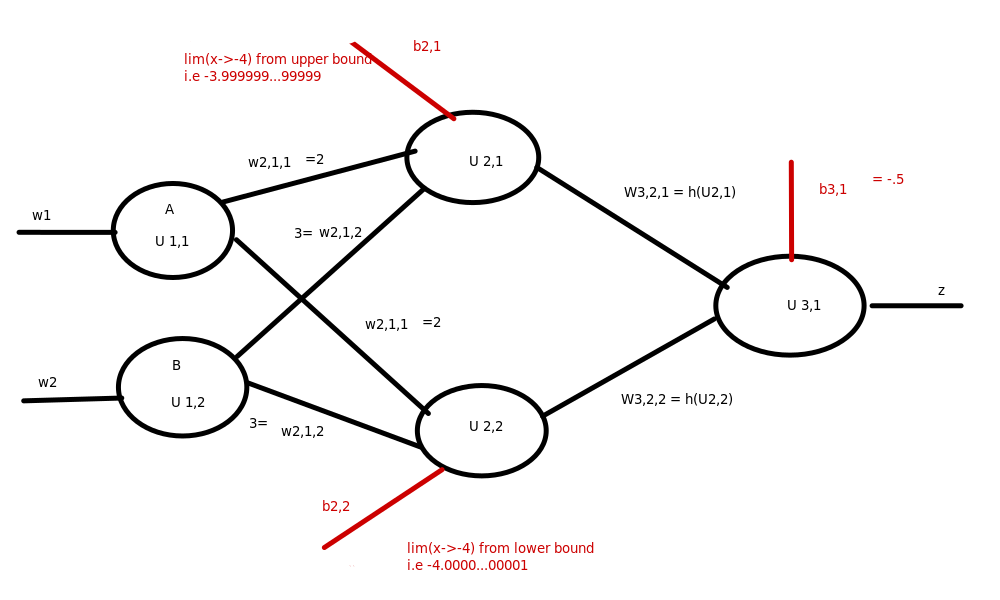 b2,1
lim(x->-4) from upper bound
i.e -3.999999...99999
U 2,1
w2,1,1 =2
A
U 1,1
w1
3= w2,1,2
W3,2,1 = h(U2,1)
b3,1 = -.5
z
U 3,1
w2,1,1 =2
B
U 1,2
w2
3= w2,1,2
U 2,2
W3,2,2 = h(U2,2)
b2,2
lim(x->-4) from lower bound
i.e -4.0000...00001